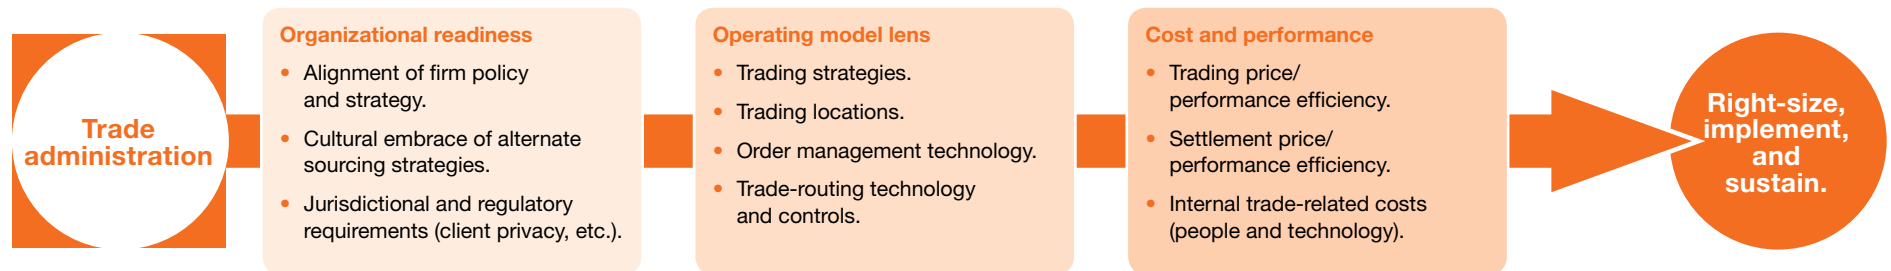 Trade
administration
Organizational readiness
• Alignment of firm policy
and strategy.
• Cultural embrace of alternate
sourcing strategies.
• Jurisdictional and regulatory
requirements (client privacy, etc.).
Operating model lens
• Trading strategies.
• Trading locations.
• Order management technology.
• Trade-routing technology
and controls.
Cost and performance
• Trading price/
performance efficiency.
• Settlement price/
performance efficiency.
• Internal trade-related costs
(people and technology).
Right-size,
implement,
and
sustain.